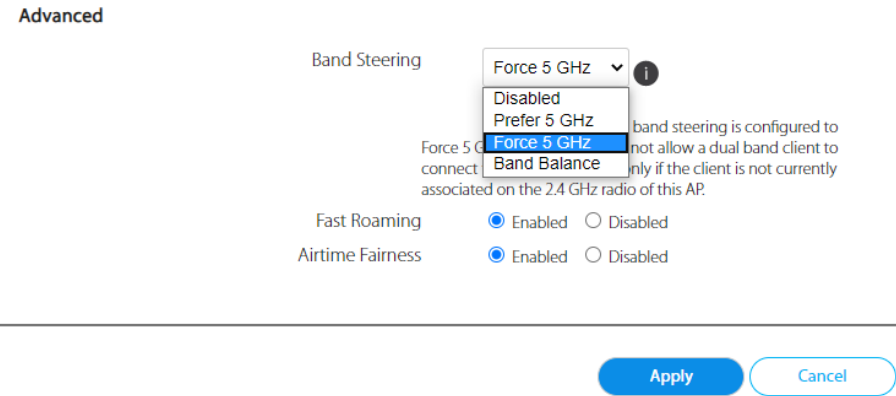 Advanced
Band Steering
Force 5 GHz
i
Disabled
Prefer 5 GHz
Force 5 GHz
Band Balance
band steering is configured to
Force 5 not allow a dual band client to
connect only if the client is not currently
associated on the 2.4 GHz radio of this AP.
Fast Roaming Enabled Disabled
Airtime Fairness Enabled Disabled
Apply Cancel